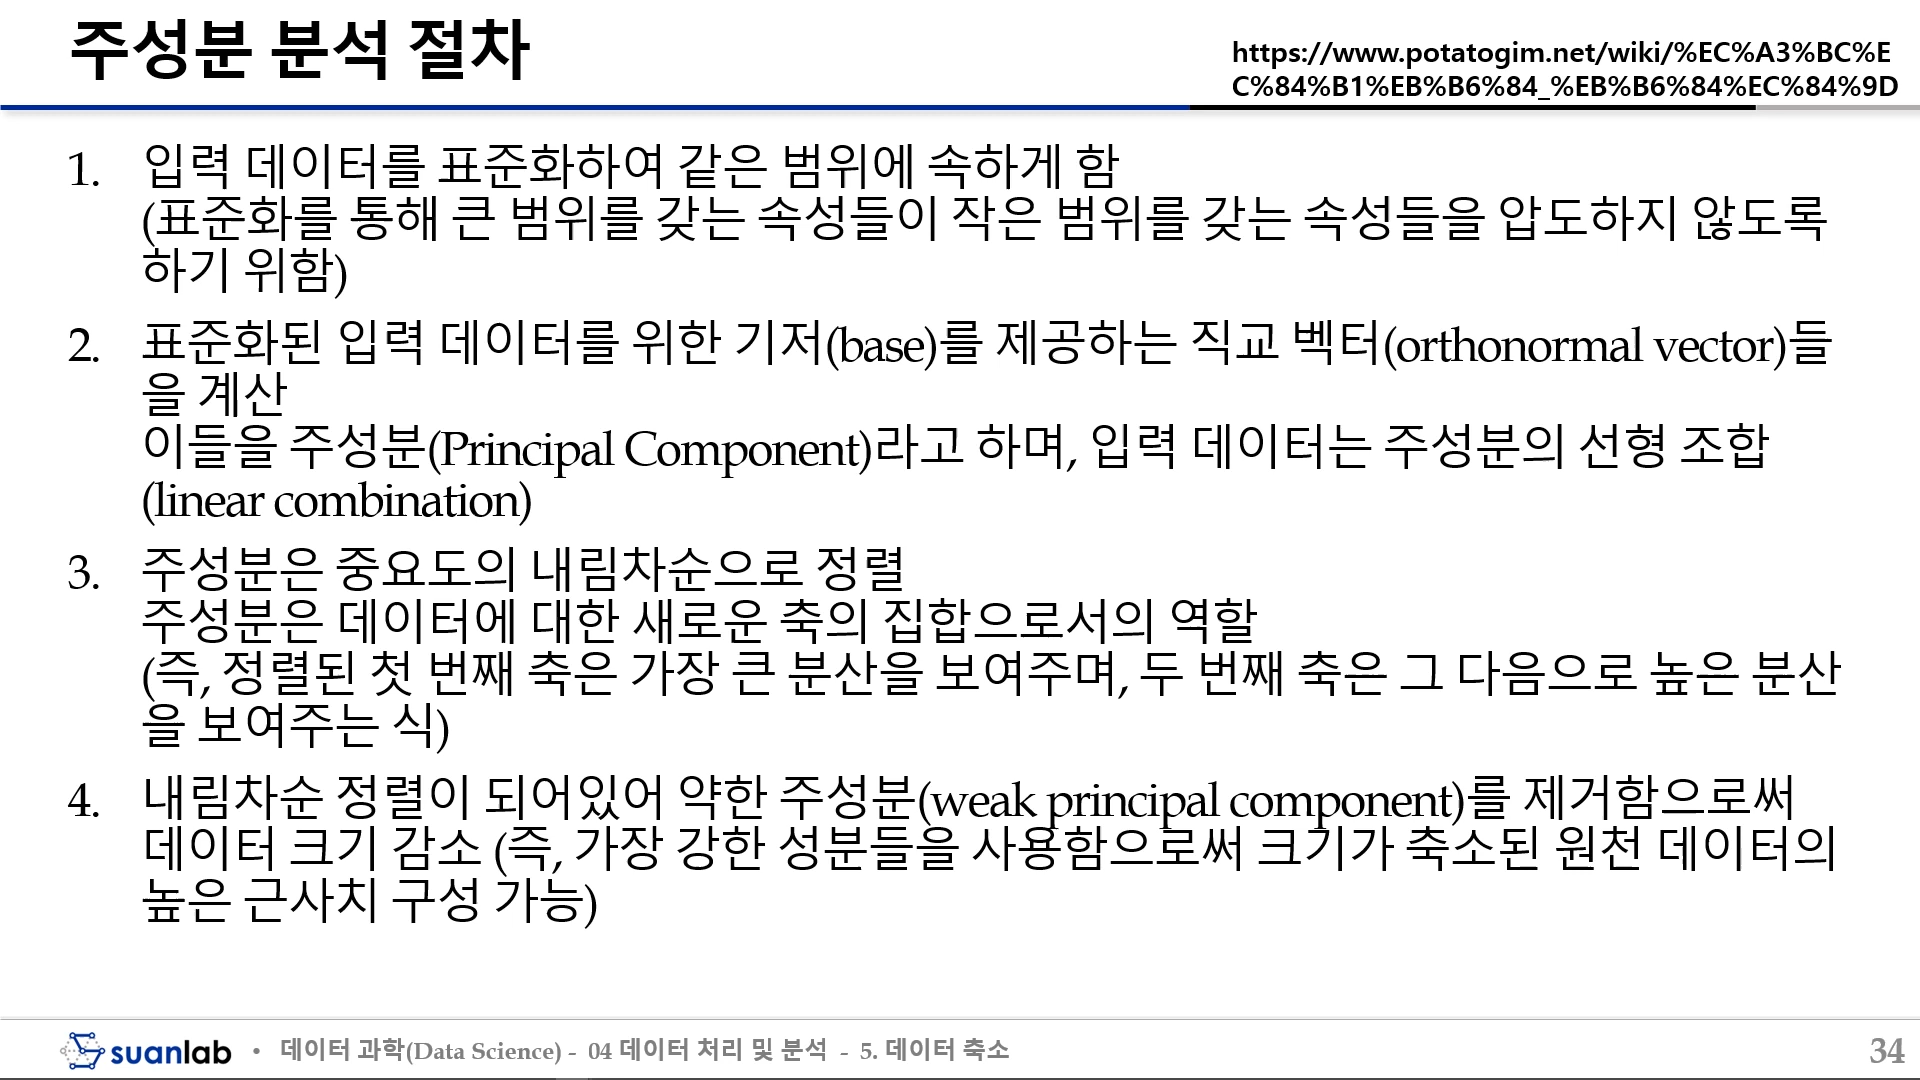 주성분 분석 절차
https://www.potatogim.net/wiki/%EC%A3%BC%E
C%84%B1%EB%B6%84_%EB%B6%84%EC%84%9D
1. 입력 데이터를 표준화하여 같은 범위에 속하게 함
(표준화를 통해 큰 범위를 갖는 속성들이 작은 범위를 갖는 속성들을 압도하지 않도록
하기 위함)
2. 표준화된 입력 데이터를 위한 기저(base)를 제공하는 직교 벡터(orthonormal vector)들
을 계산
이들을 주성분(Principal Component)라고 하며, 입력 데이터는 주성분의 선형 조합
(linear combination)
3. 주성분은 중요도의 내림차순으로 정렬
주성분은 데이터에 대한 새로운 축의 집합으로서의 역할
(즉, 정렬된 첫 번째 축은 가장 큰 분산을 보여주며, 두 번째 축은 그 다음으로 높은 분산
을 보여주는 식)
4. 내림차순 정렬이 되어있어 약한 주성분(weak principal component)를 제거함으로써
데이터 크기 감소 (즉, 가장 강한 성분들을 사용함으로써 크기가 축소된 원천 데이터의
높은 근사치 구성 가능)
suanlab • 데이터 과학(Data Science) - 04 데이터 처리 및 분석 - 5. 데이터 축소
34